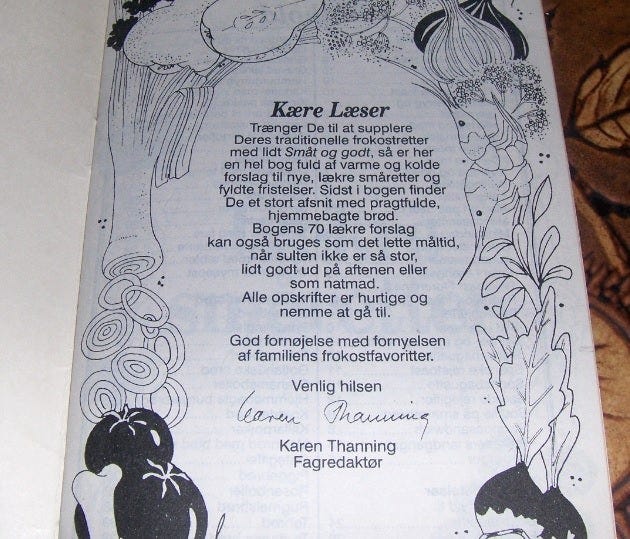 Kære Læser
Trænger De til at supplere
Deres traditionelle frokostretter
med lidt Småt og godt, så er her
en hel bog fuld af varme og kolde
forslag til nye, lækre småretter og
fyldte fristelser. Sidst i bogen finder
De et stort afsnit med pragtfulde,
hjemmebagte brød.
Bogens 70 lækre forslag
kan også bruges som det lette måltid,
når sulten ikke er så stor,
lidt godt ud på aftenen eller
som natmad.
Alle opskrifter er hurtige og
nemme at gå til.
God fornøjelse med fornyelsen
af familiens frokostfavoritter.
Venlig hilsen
Karen Thanning
Karen Thanning
Fagredaktør